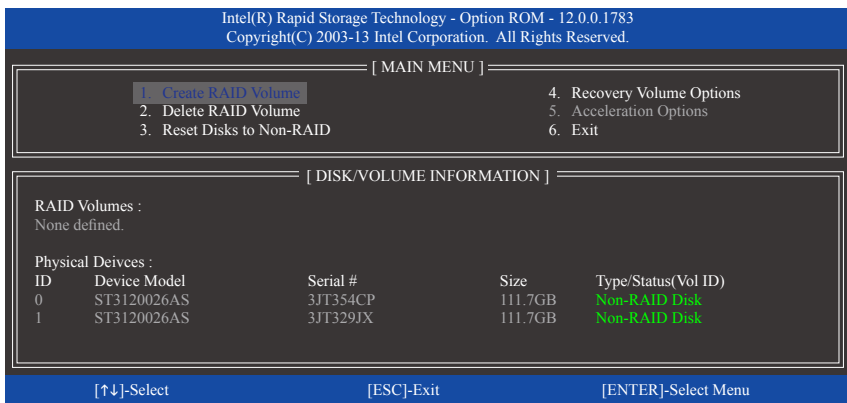 Intel(R) Rapid Storage Technology - Option ROM - 12.0.0.1783
Copyright(C) 2003-13 Intel Corporation. All Rights Reserved.
[ MAIN MENU ]
1. Create RAID Volume
2. Delete RAID Volume
3. Reset Disks to Non-RAID
4. Recovery Volume Options
5. Acceleration Options
6. Exit
[ DISK/VOLUME INFORMATION ]
RAID Volumes :
None defined.
Physical Deivces :
ID Device Model Serial # Size Type/Status(Vol ID)
0 ST3120026AS 3JT354CP 111.7GB Non-RAID Disk
1 ST3120026AS 3JT329JX 111.7GB Non-RAID Disk
[↑↓]-Select [ESC]-Exit [ENTER]-Select Menu